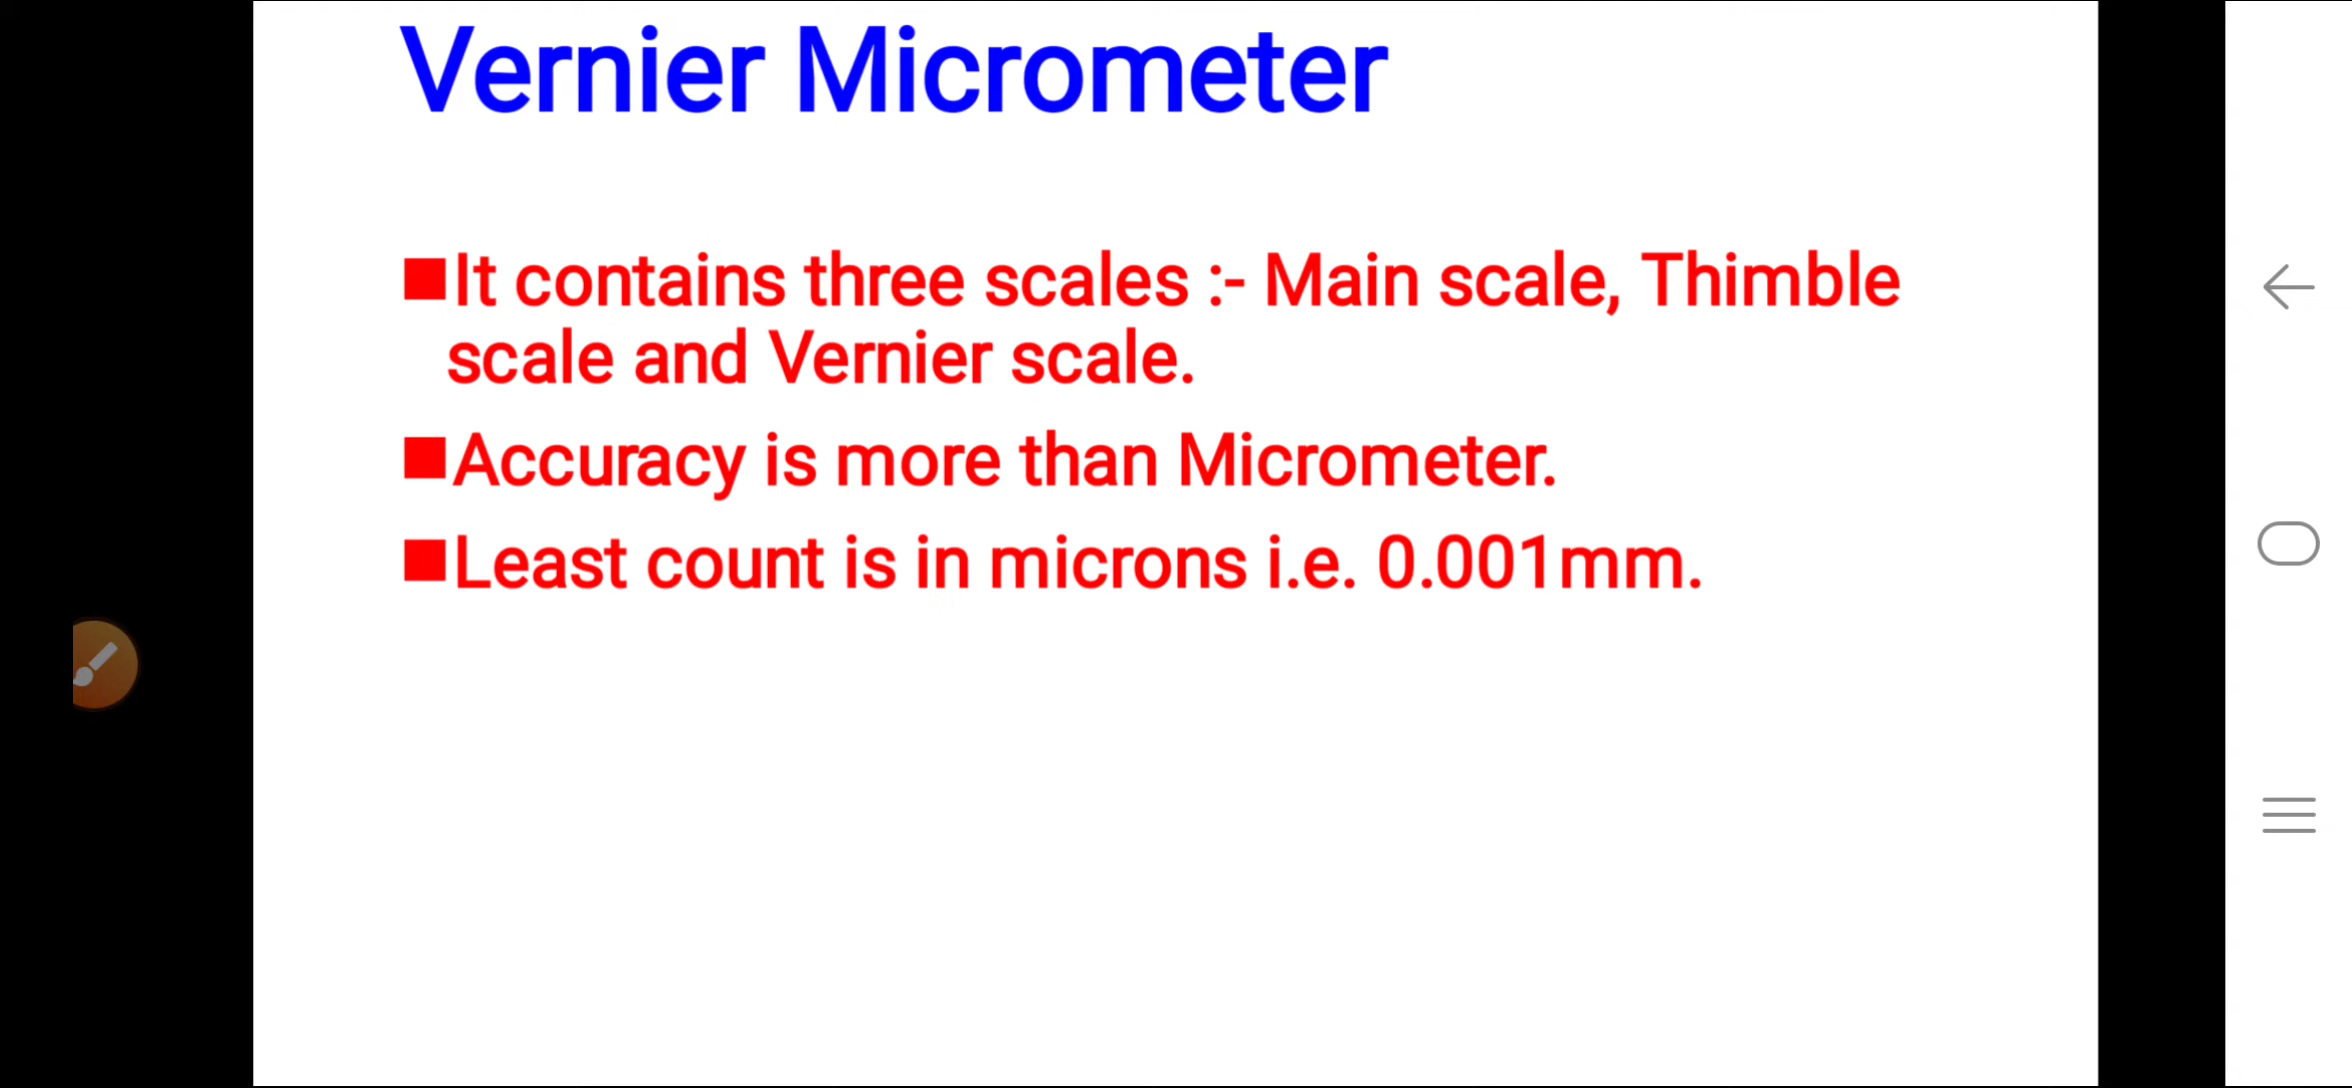 Vernier Micrometer
■It contains three scales :- Main scale, Thimble
scale and Vernier scale.
■Accuracy is more than Micrometer.
■Least count is in microns i.e. 0.001mm.